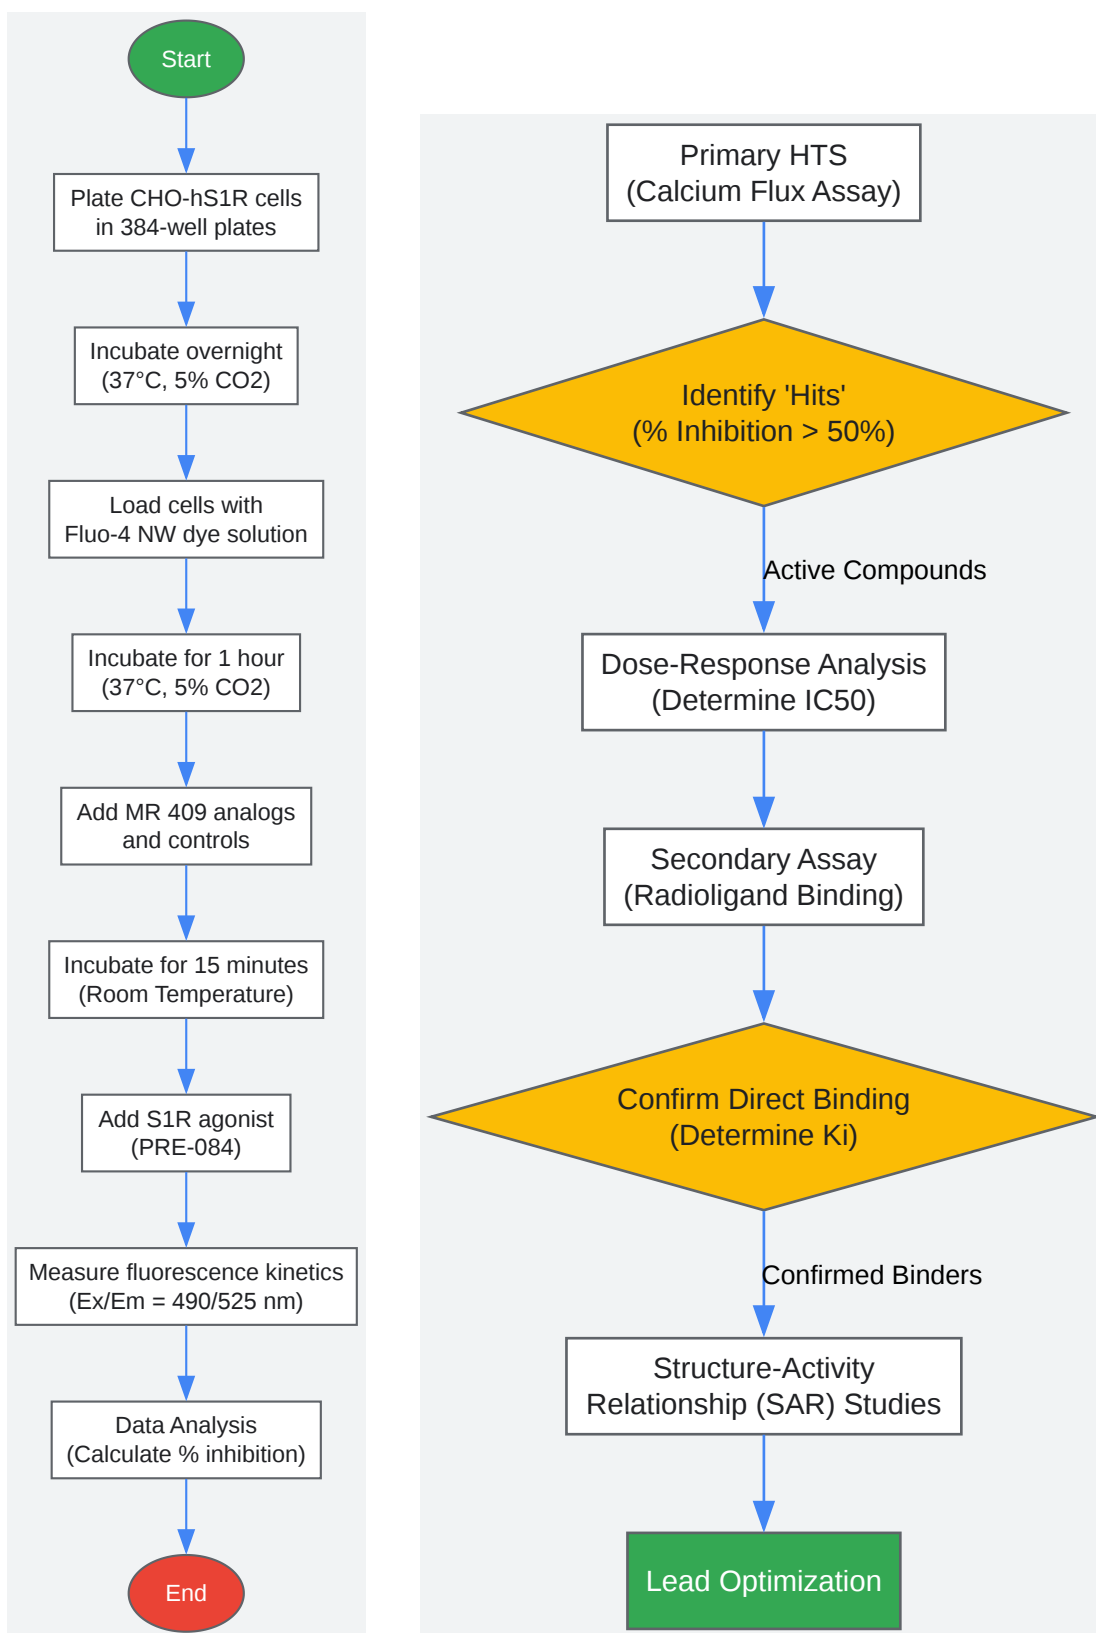 Start
Plate CHO-hS1R cells
in 384-well plates
Incubate overnight
(37°C, 5% CO2)
Load cells with
Fluo-4 NW dye solution
Incubate for 1 hour
(37°C, 5% CO2)
Add MR 409 analogs
and controls
Incubate for 15 minutes
(Room Temperature)
Add S1R agonist
(PRE-084)
Measure fluorescence kinetics
(Ex/Em = 490/525 nm)
Data Analysis
(Calculate % inhibition)
End
Primary HTS
(Calcium Flux Assay)
Identify 'Hits'
(% Inhibition > 50%)
Active Compounds
Dose-Response Analysis
(Determine IC50)
Secondary Assay
(Radioligand Binding)
Confirm Direct Binding
(Determine Ki)
Confirmed Binders
Structure-Activity
Relationship (SAR) Studies
Lead Optimization